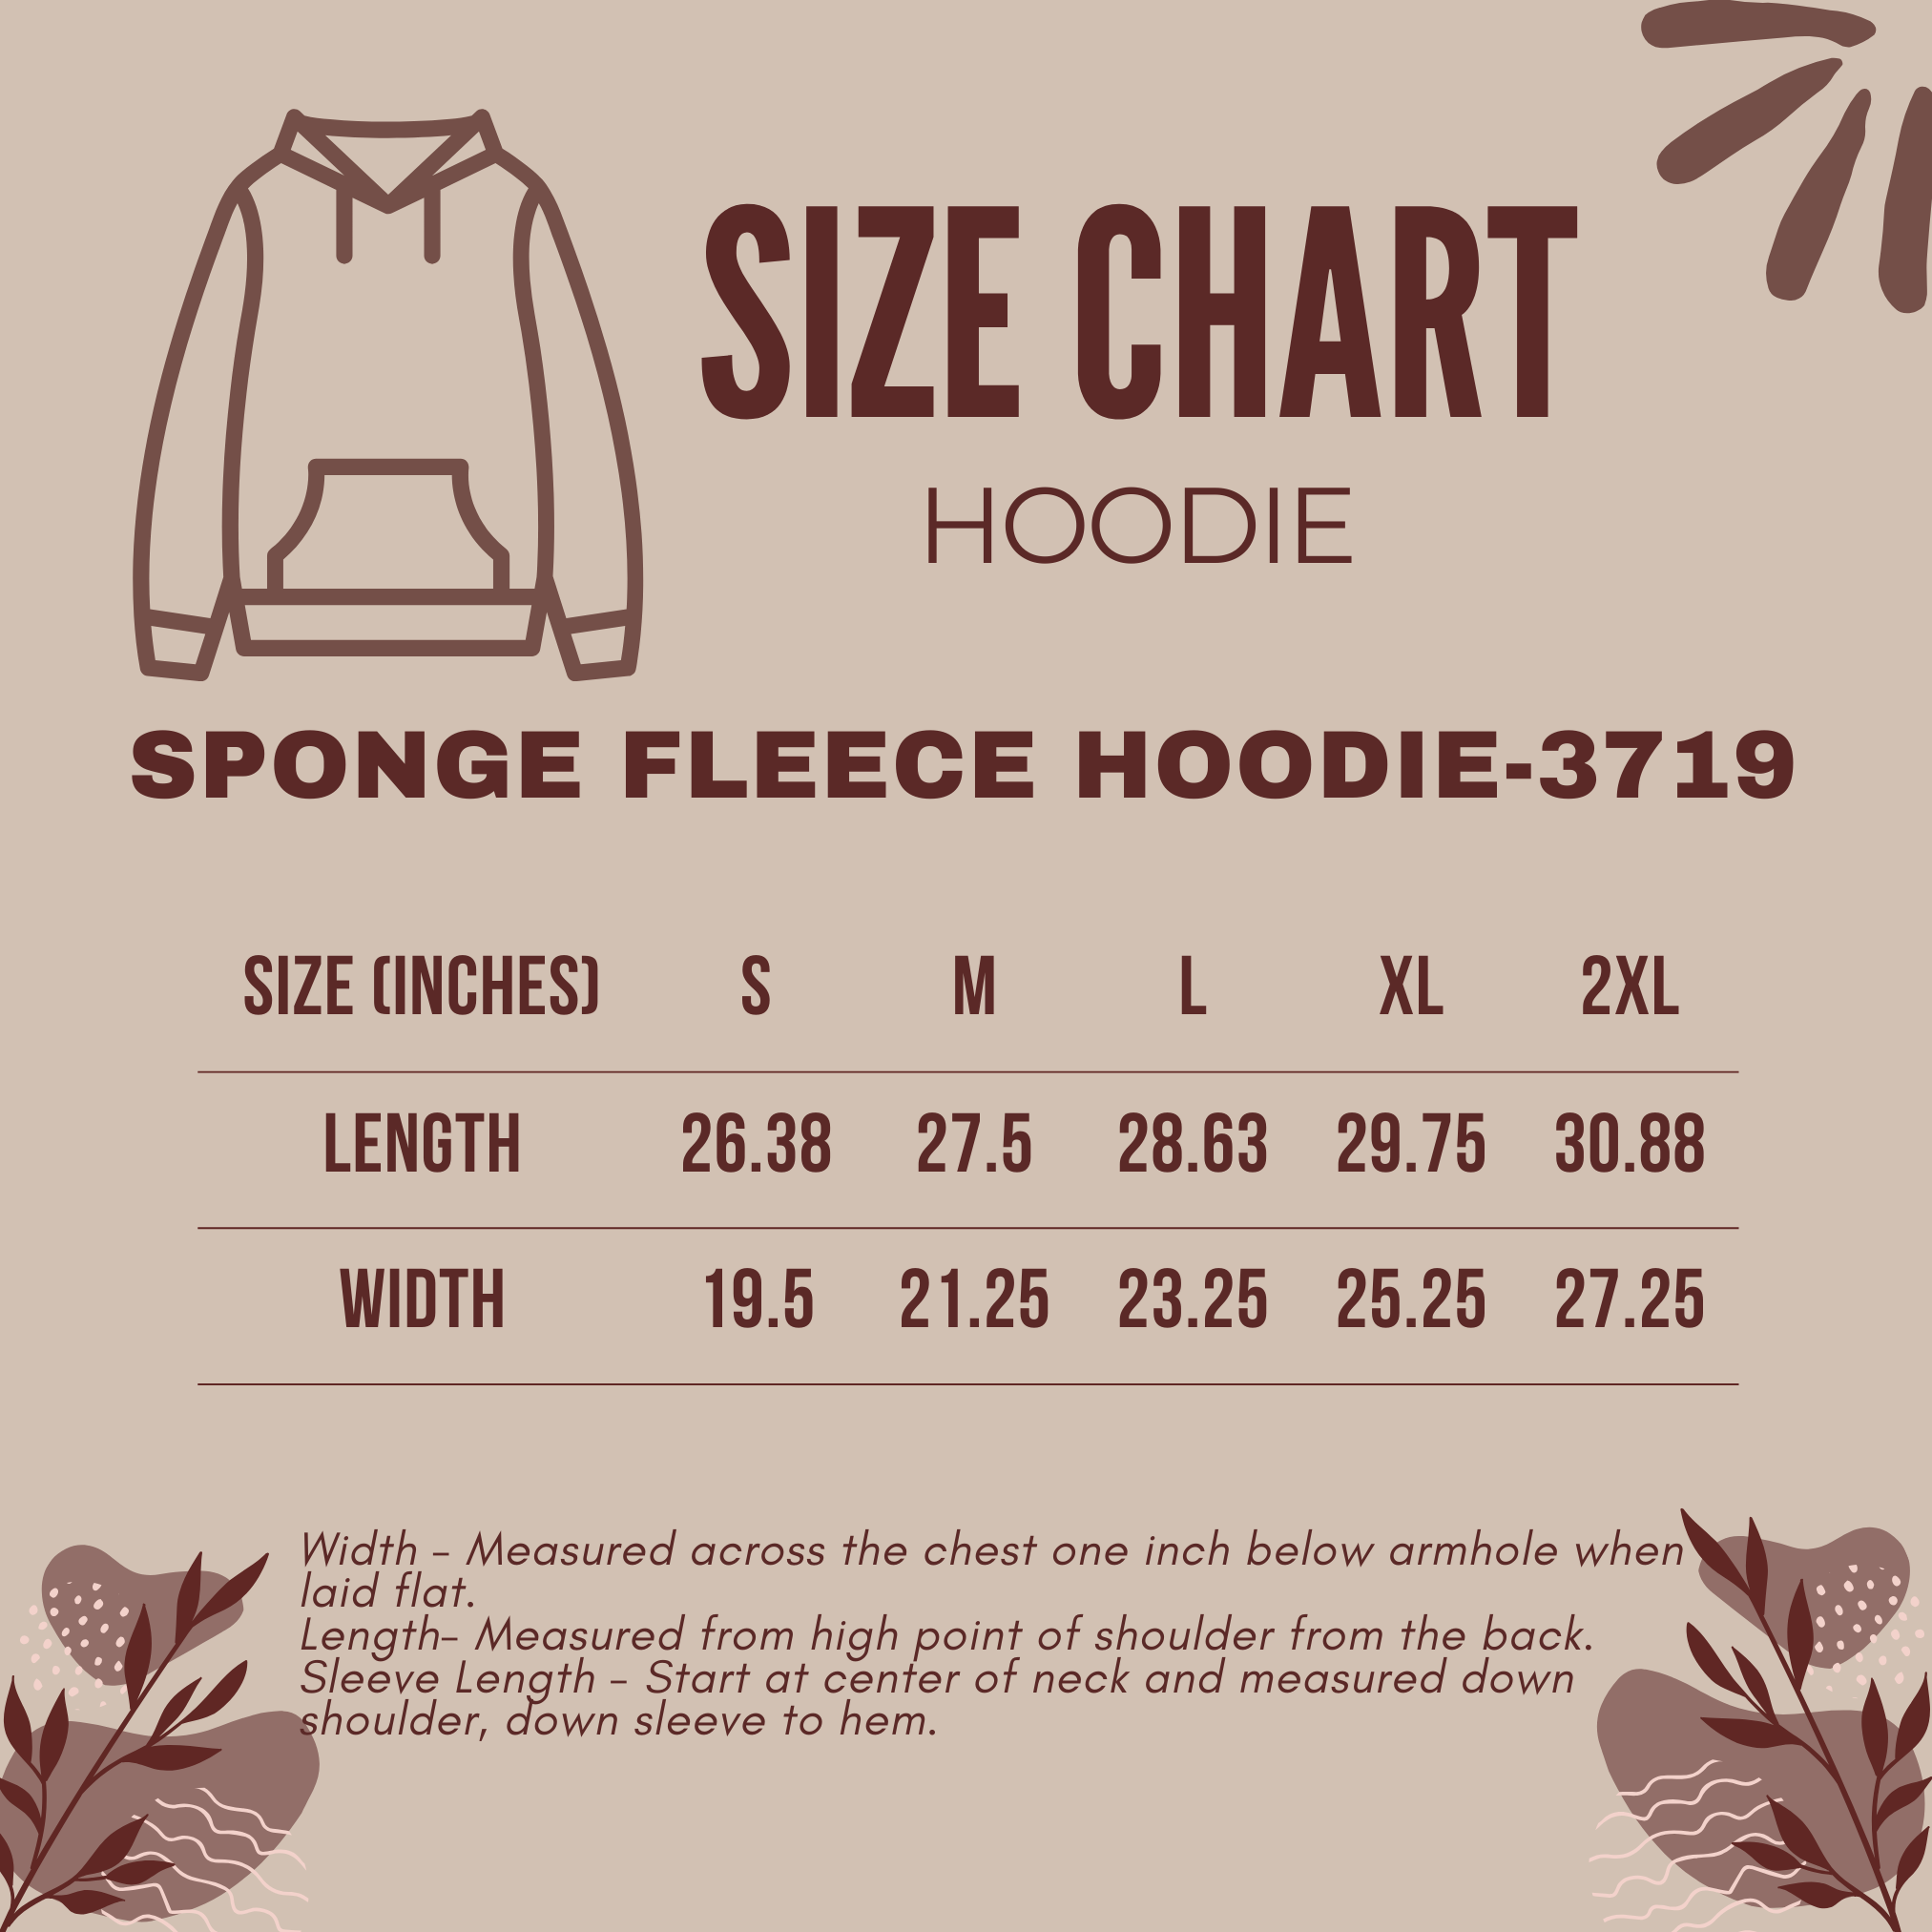 SIZE CHART
HOODIE
SPONGE FLEECE HOODIE-3719
SIZE (INCHES) S M L XL 2XL
LENGTH 26.38 27.5 28.63 29.75 30.88
WIDTH 19.5 21.25 23.25 25.25 27.25
Width - Measured across the chest one inch below armhole when
laid flat.
Length- Measured from high point of shoulder from the back.
Sleeve Length - Start at center of neck and measured down
shoulder, down sleeve to hem.